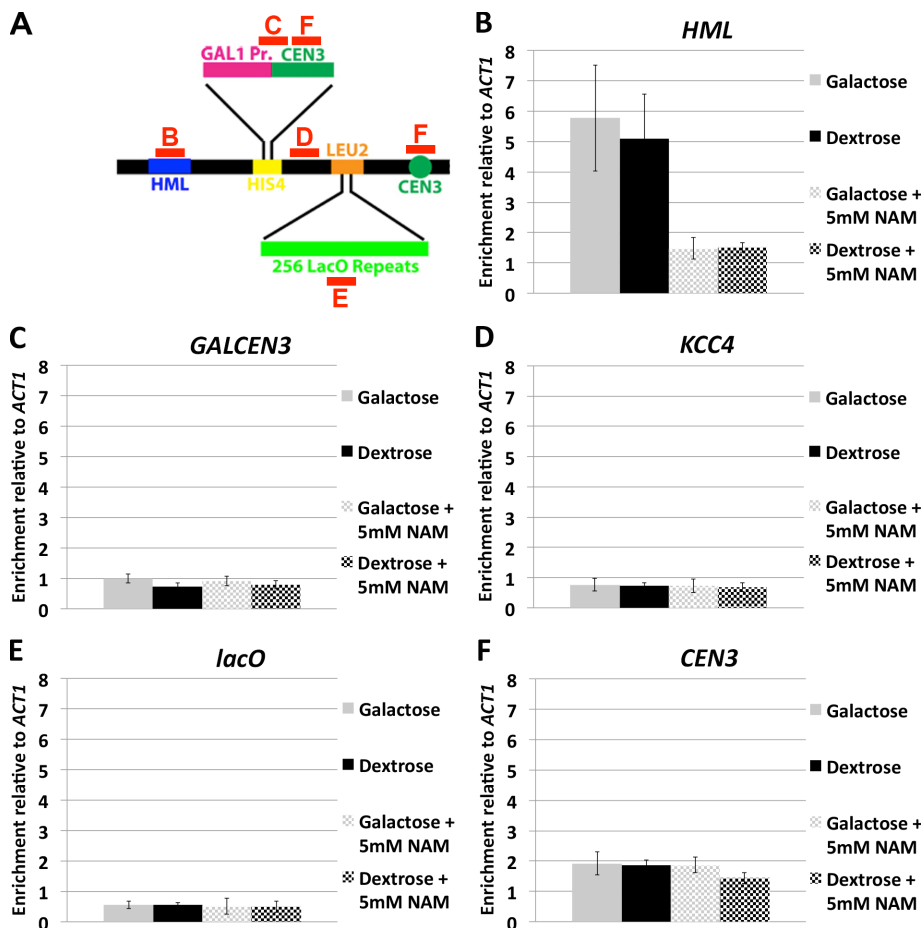 A
C F
GAL1 Pr. CEN3
B D F
LEU2
HML HIS4 CEN3
256 LacO Repeats
E
B
HML
Enrichment relative to ACT1
8
7
6
5
4
3
2
1
0
Galactose
Dextrose
Galactose +
5mM NAM
Dextrose +
5mM NAM
C
GALCEN3
Enrichment relative to ACT1
8
7
6
5
4
3
2
1
0
Galactose
Dextrose
Galactose +
5mM NAM
Dextrose +
5mM NAM
D
KCC4
Enrichment relative to ACT1
8
7
6
5
4
3
2
1
0
Galactose
Dextrose
Galactose +
5mM NAM
Dextrose +
5mM NAM
E
lacO
Enrichment relative to ACT1
8
7
6
5
4
3
2
1
0
Galactose
Dextrose
Galactose +
5mM NAM
Dextrose +
5mM NAM
F
CEN3
Enrichment relative to ACT1
8
7
6
5
4
3
2
1
0
Galactose
Dextrose
Galactose +
5mM NAM
Dextrose +
5mM NAM